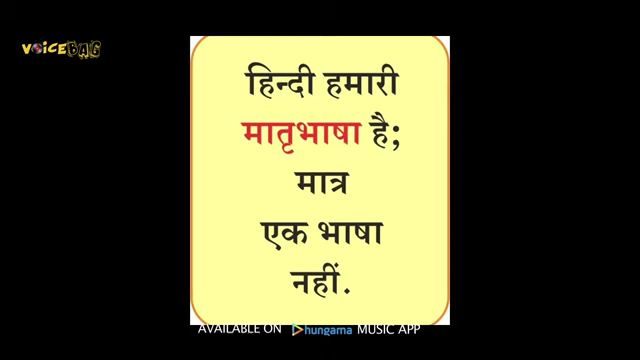 VOiCEBAG
हिन्दी हमारी
मातृभाषा है;
मात्र
एक भाषा
नहीं.
AVAILABLE ON hungama MUSIC APP